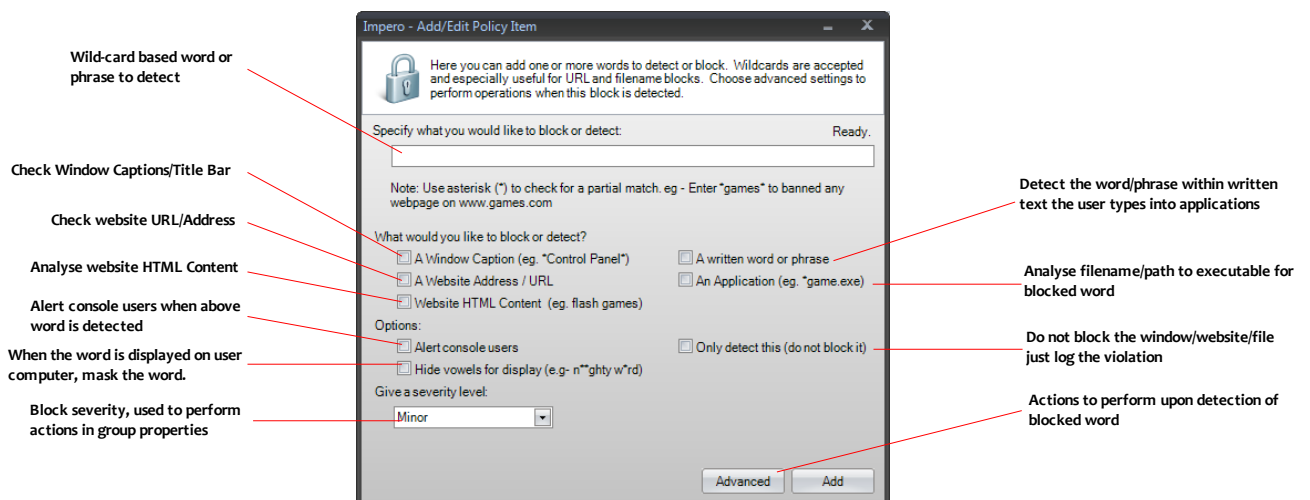 Impero - Add/Edit Policy Item
Wild-card based word or
phrase to detect
Here you can add one or more words to detect or block. Wildcards are accepted
and especially useful for URL and filename blocks. Choose advanced settings to
perform operations when this block is detected.
Specify what you would like to block or detect:
Ready.
Check Window Captions/Title Bar
Note: Use asterisk (*) to check for a partial match. eg - Enter *games* to banned any
webpage on www.games.com
Detect the word/phrase within written
text the user types into applications
Check website URL/Address
What would you like to block or detect?
A Window Caption (eg. *Control Panel*)
A written word or phrase
Analyse website HTML Content
A Website Address / URL
An Application (eg. *game.exe)
Analyse filename/path to executable for
blocked word
Website HTML Content (eg. flash games)
Alert console users when above
word is detected
Options:
Alert console users
Only detect this (do not block it)
Do not block the window/website/file
just log the violation
When the word is displayed on user
computer, mask the word.
Hide vowels for display (e.g- n**ghty w*rd)
Give a severity level:
Block severity, used to perform
actions in group properties
Minor
Actions to perform upon detection of
blocked word
Advanced
Add